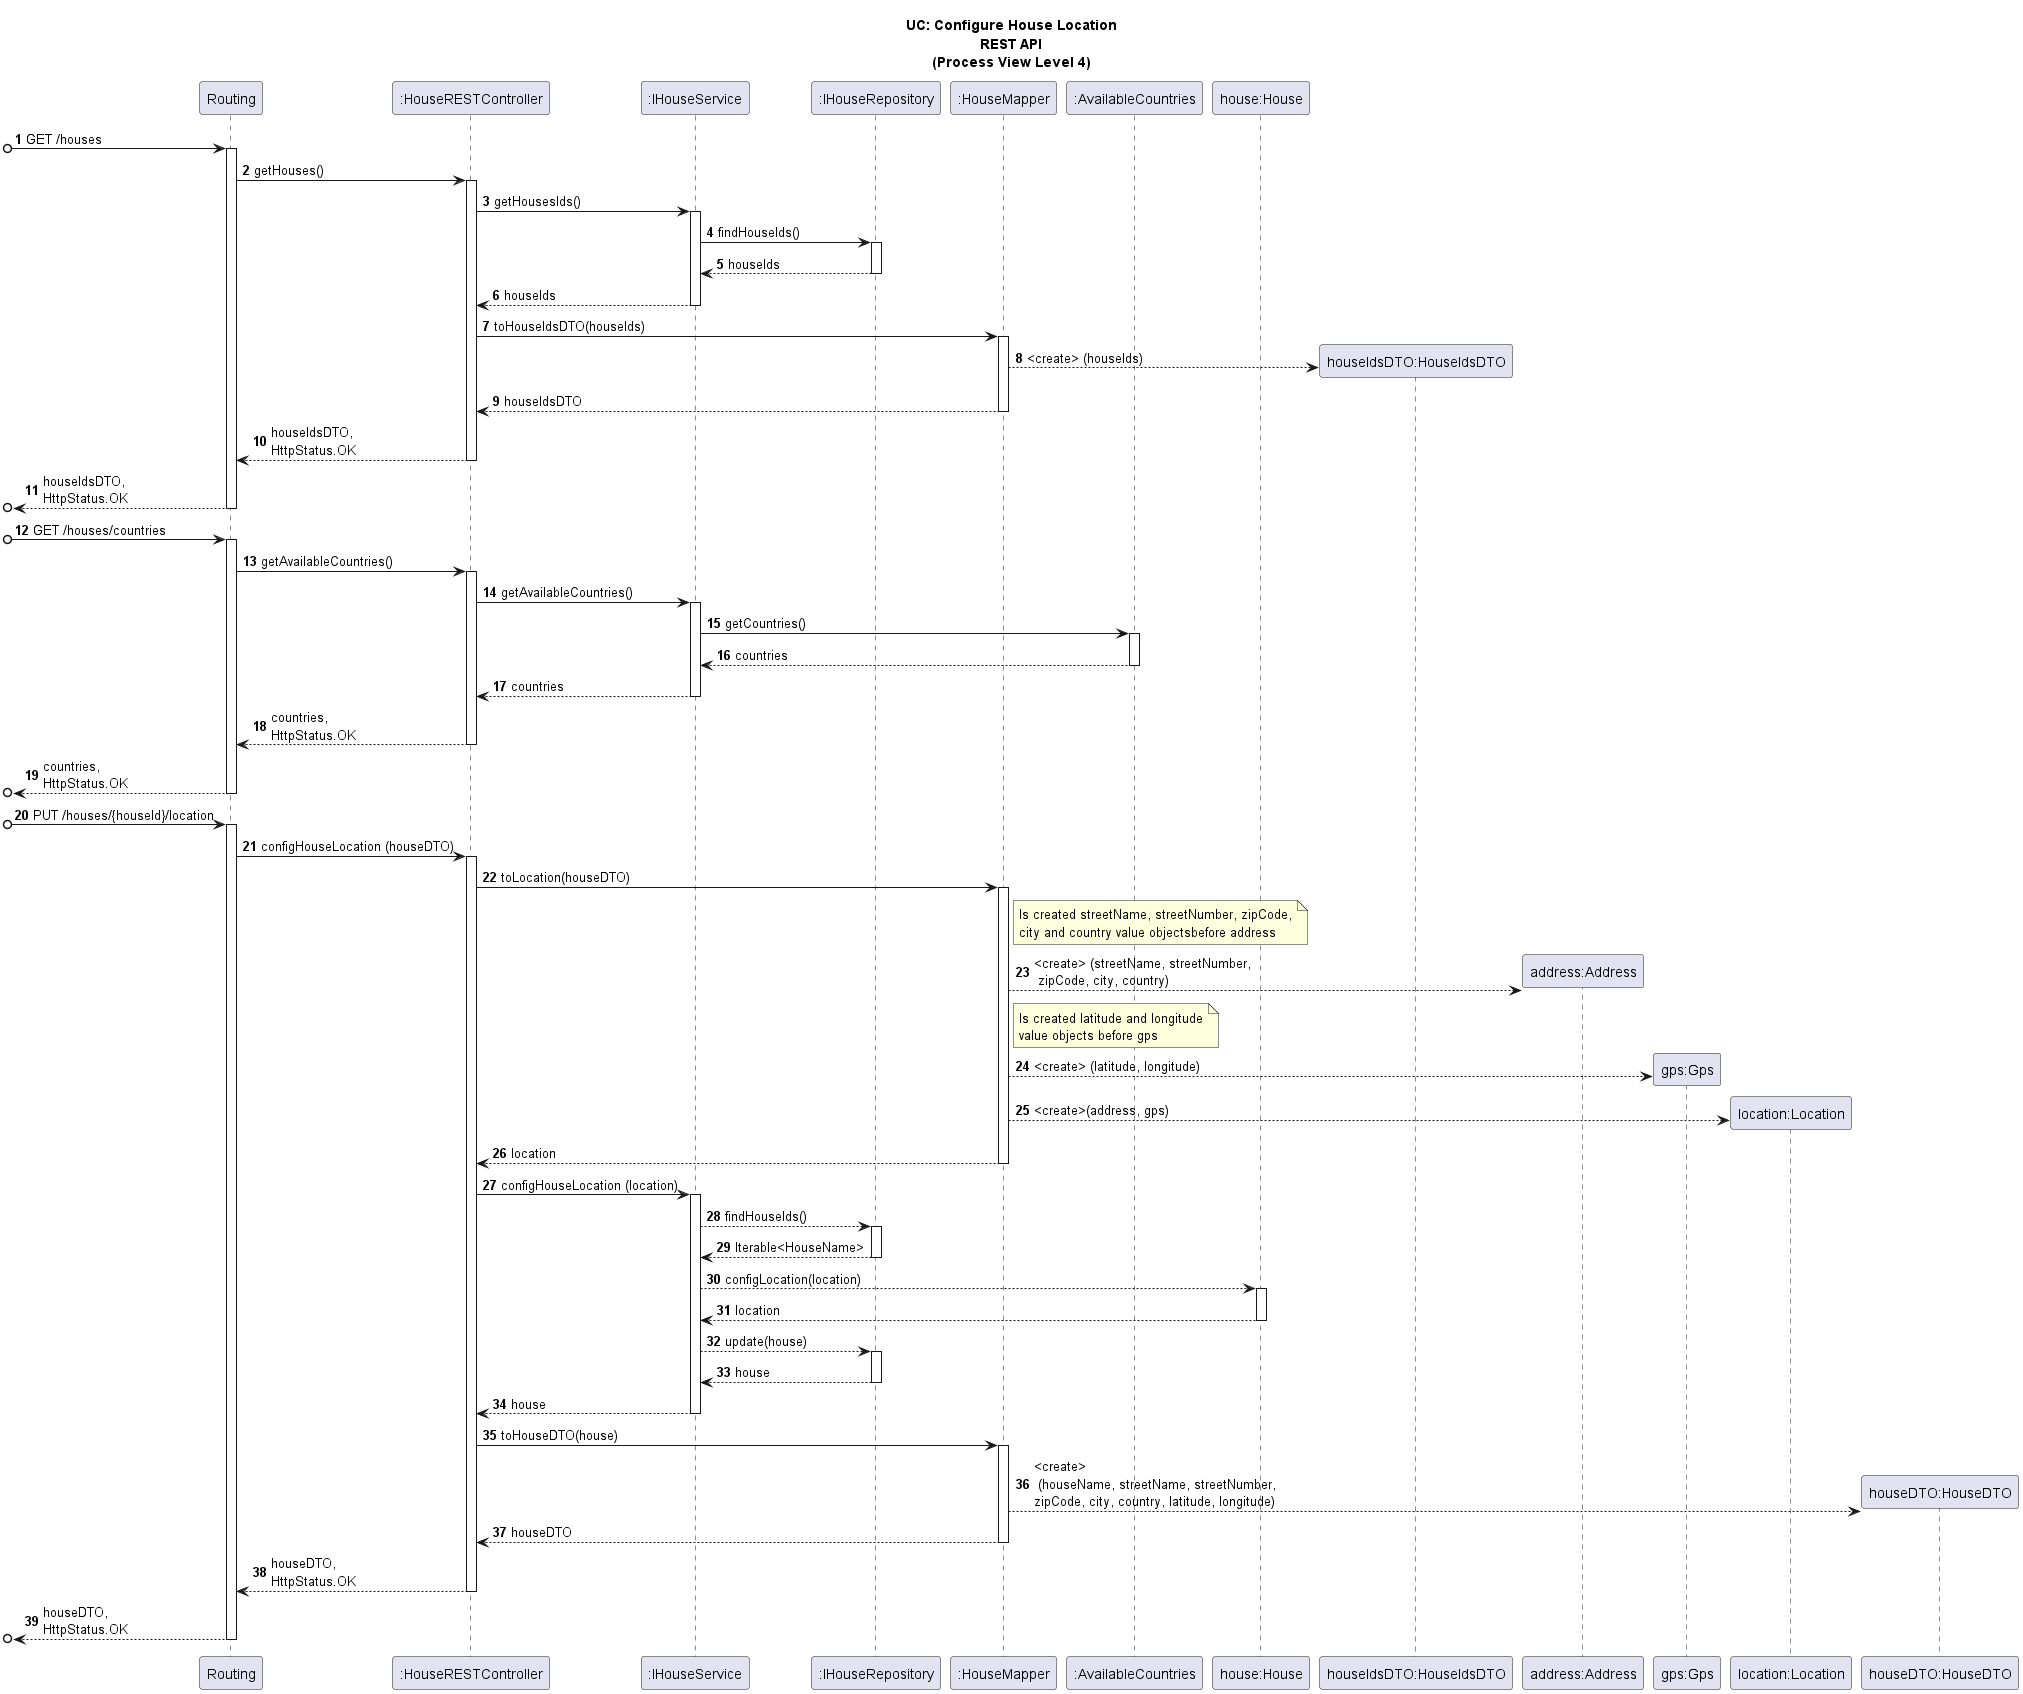 UC: Configure House Location
REST API
(Process View Level 4)
Routing
:HouseRESTController
:IHouseService
:IHouseRepository
:HouseMapper
:AvailableCountries
house:House
1 GET /houses
2 getHouses()
3 getHousesIds()
4 findHouseIds()
5 houseIds
6 houseIds
7 toHouseIdsDTO(houseIds)
8 <create> (houseIds)
houseIdsDTO:HouseIdsDTO
9 houseIdsDTO
10 houseIdsDTO,
HttpStatus.OK
11 houseIdsDTO,
HttpStatus.OK
12 GET /houses/countries
13 getAvailableCountries()
14 getAvailableCountries()
15 getCountries()
16 countries
17 countries
18 countries,
HttpStatus.OK
19 countries,
HttpStatus.OK
20 PUT /houses/{houseId}/location
21 configHouseLocation (houseDTO)
22 toLocation(houseDTO)
Is created streetName, streetNumber, zipCode,
city and country value objectsbefore address
23 <create> (streetName, streetNumber,
zipCode, city, country)
address:Address
Is created latitude and longitude
value objects before gps
24 <create> (latitude, longitude)
gps:Gps
25 <create>(address, gps)
location:Location
26 location
27 configHouseLocation (location)
28 findHouseIds()
29 Iterable<HouseName>
30 configLocation(location)
31 location
32 update(house)
33 house
34 house
35 toHouseDTO(house)
36 <create>
(houseName, streetName, streetNumber,
zipCode, city, country, latitude, longitude)
houseDTO:HouseDTO
37 houseDTO
38 houseDTO,
HttpStatus.OK
39 houseDTO,
HttpStatus.OK
Routing
:HouseRESTController
:IHouseService
:IHouseRepository
:HouseMapper
:AvailableCountries
house:House
houseIdsDTO:HouseIdsDTO
address:Address
gps:Gps
location:Location
houseDTO:HouseDTO